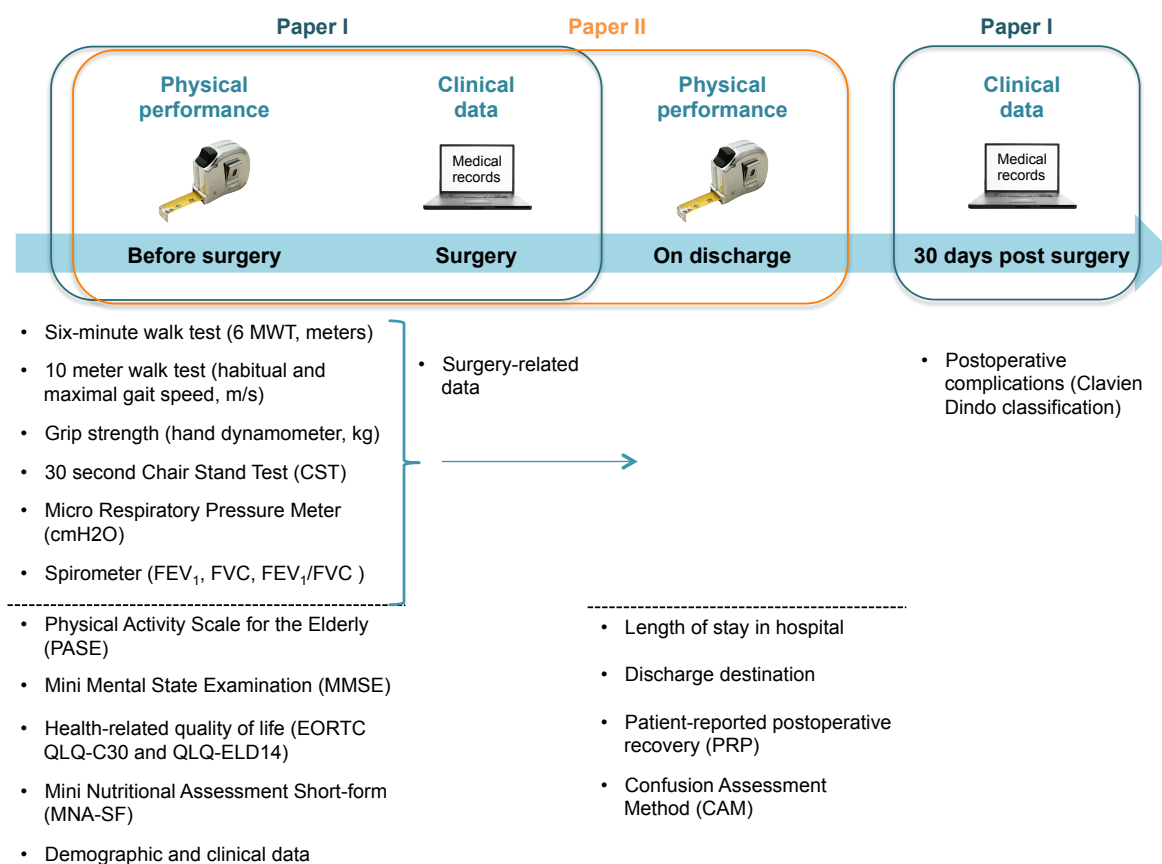 Paper I
Paper II
Paper I
Physical
performance
Clinical
data
Physical
performance
Clinical
data
Medical
records
Medical
records
Before surgery
Surgery
On discharge
30 days post surgery
• Six-minute walk test (6 MWT, meters)
• 10 meter walk test (habitual and
maximal gait speed, m/s)
• Grip strength (hand dynamometer, kg)
• 30 second Chair Stand Test (CST)
• Micro Respiratory Pressure Meter
(cmH2O)
• Spirometer (FEV₁, FVC, FEV₁/FVC )
• Physical Activity Scale for the Elderly
(PASE)
• Mini Mental State Examination (MMSE)
• Health-related quality of life (EORTC
QLQ-C30 and QLQ-ELD14)
• Mini Nutritional Assessment Short-form
(MNA-SF)
• Demographic and clinical data
• Surgery-related
data
• Length of stay in hospital
• Discharge destination
• Patient-reported postoperative
recovery (PRP)
• Confusion Assessment
Method (CAM)
• Postoperative
complications (Clavien
Dindo classification)